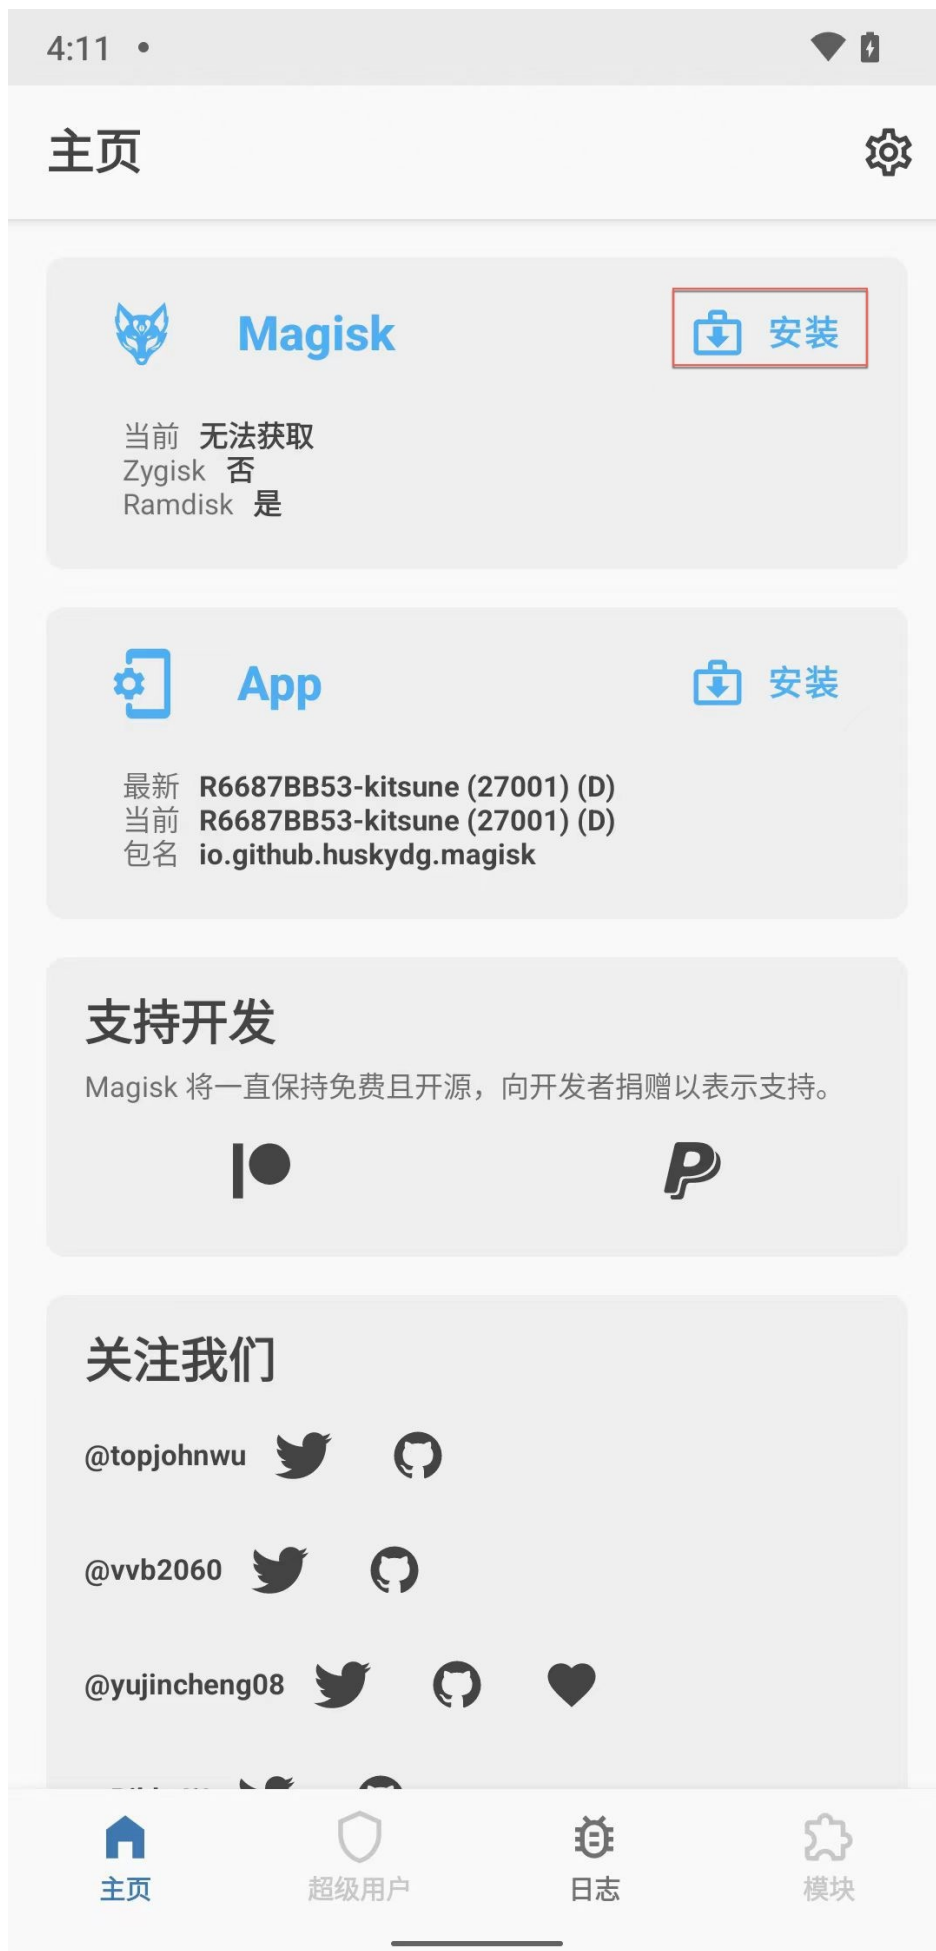 4:11
主页
Magisk 安装
当前 无法获取
Zygisk 否
Ramdisk 是
App 安装
最新 R6687BB53-kitsune (27001) (D)
当前 R6687BB53-kitsune (27001) (D)
包名 io.github.huskydg.magisk
支持开发
Magisk 将一直保持免费且开源，向开发者捐赠以表示支持。
关注我们
@topjohnwu
@vvb2060
@yujincheng08
主页 超级用户 日志 模块